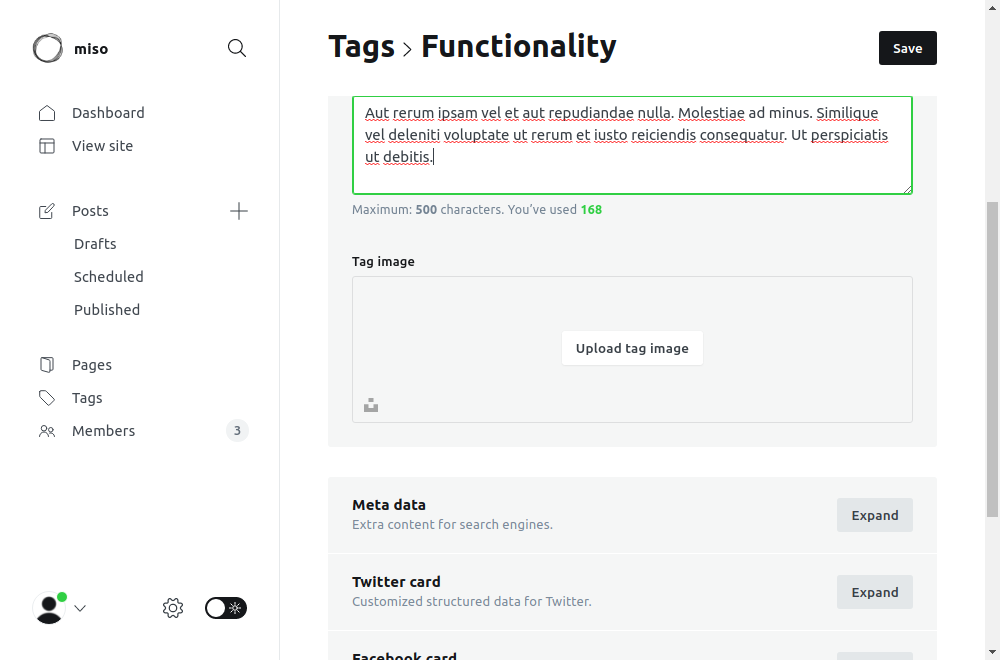 miso
Tags > Functionality
Save
Dashboard
View site
Aut rerum ipsam vel et aut repudiandae nulla. Molestiae ad minus. Similique
vel deleniti voluptate ut rerum et iusto reiciendis consequatur. Ut perspiciatis
ut debitis.
Maximum: 500 characters. You’ve used 168
Posts
Drafts
Scheduled
Published
Tag image
Upload tag image
Pages
Tags
Members
3
Meta data
Extra content for search engines.
Expand
Twitter card
Customized structured data for Twitter.
Expand
Facebook card